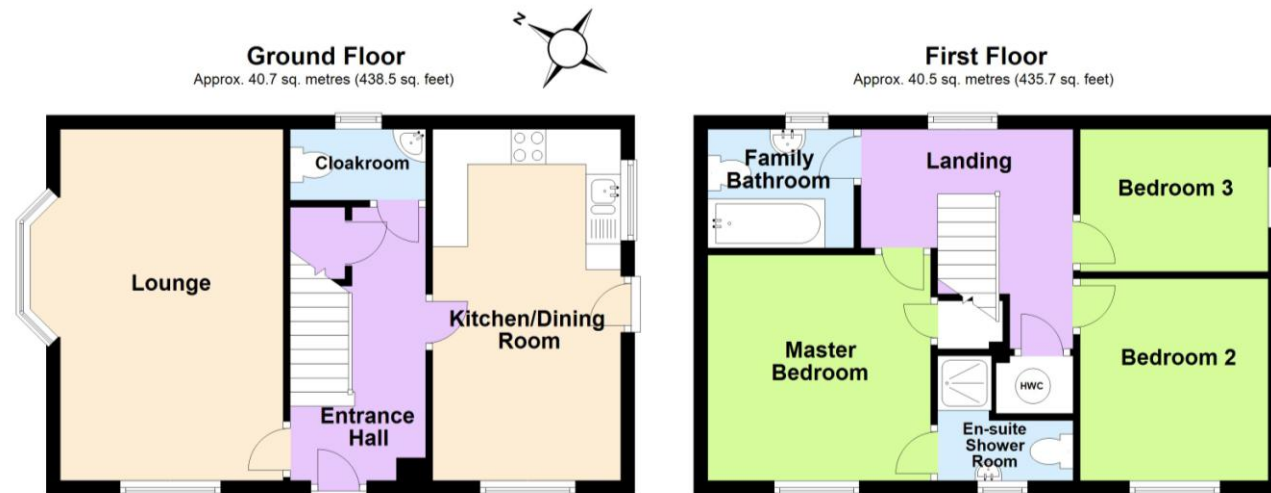 N
Ground Floor
Approx. 40.7 sq. metres (438.5 sq. feet)
Cloakroom
Lounge
Kitchen/Dining
Room
Entrance
Hall
First Floor
Approx. 40.5 sq. metres (435.7 sq. feet)
Family
Bathroom
Landing
Bedroom 3
Master
Bedroom
Bedroom 2
HWC
En-suite
Shower
Room